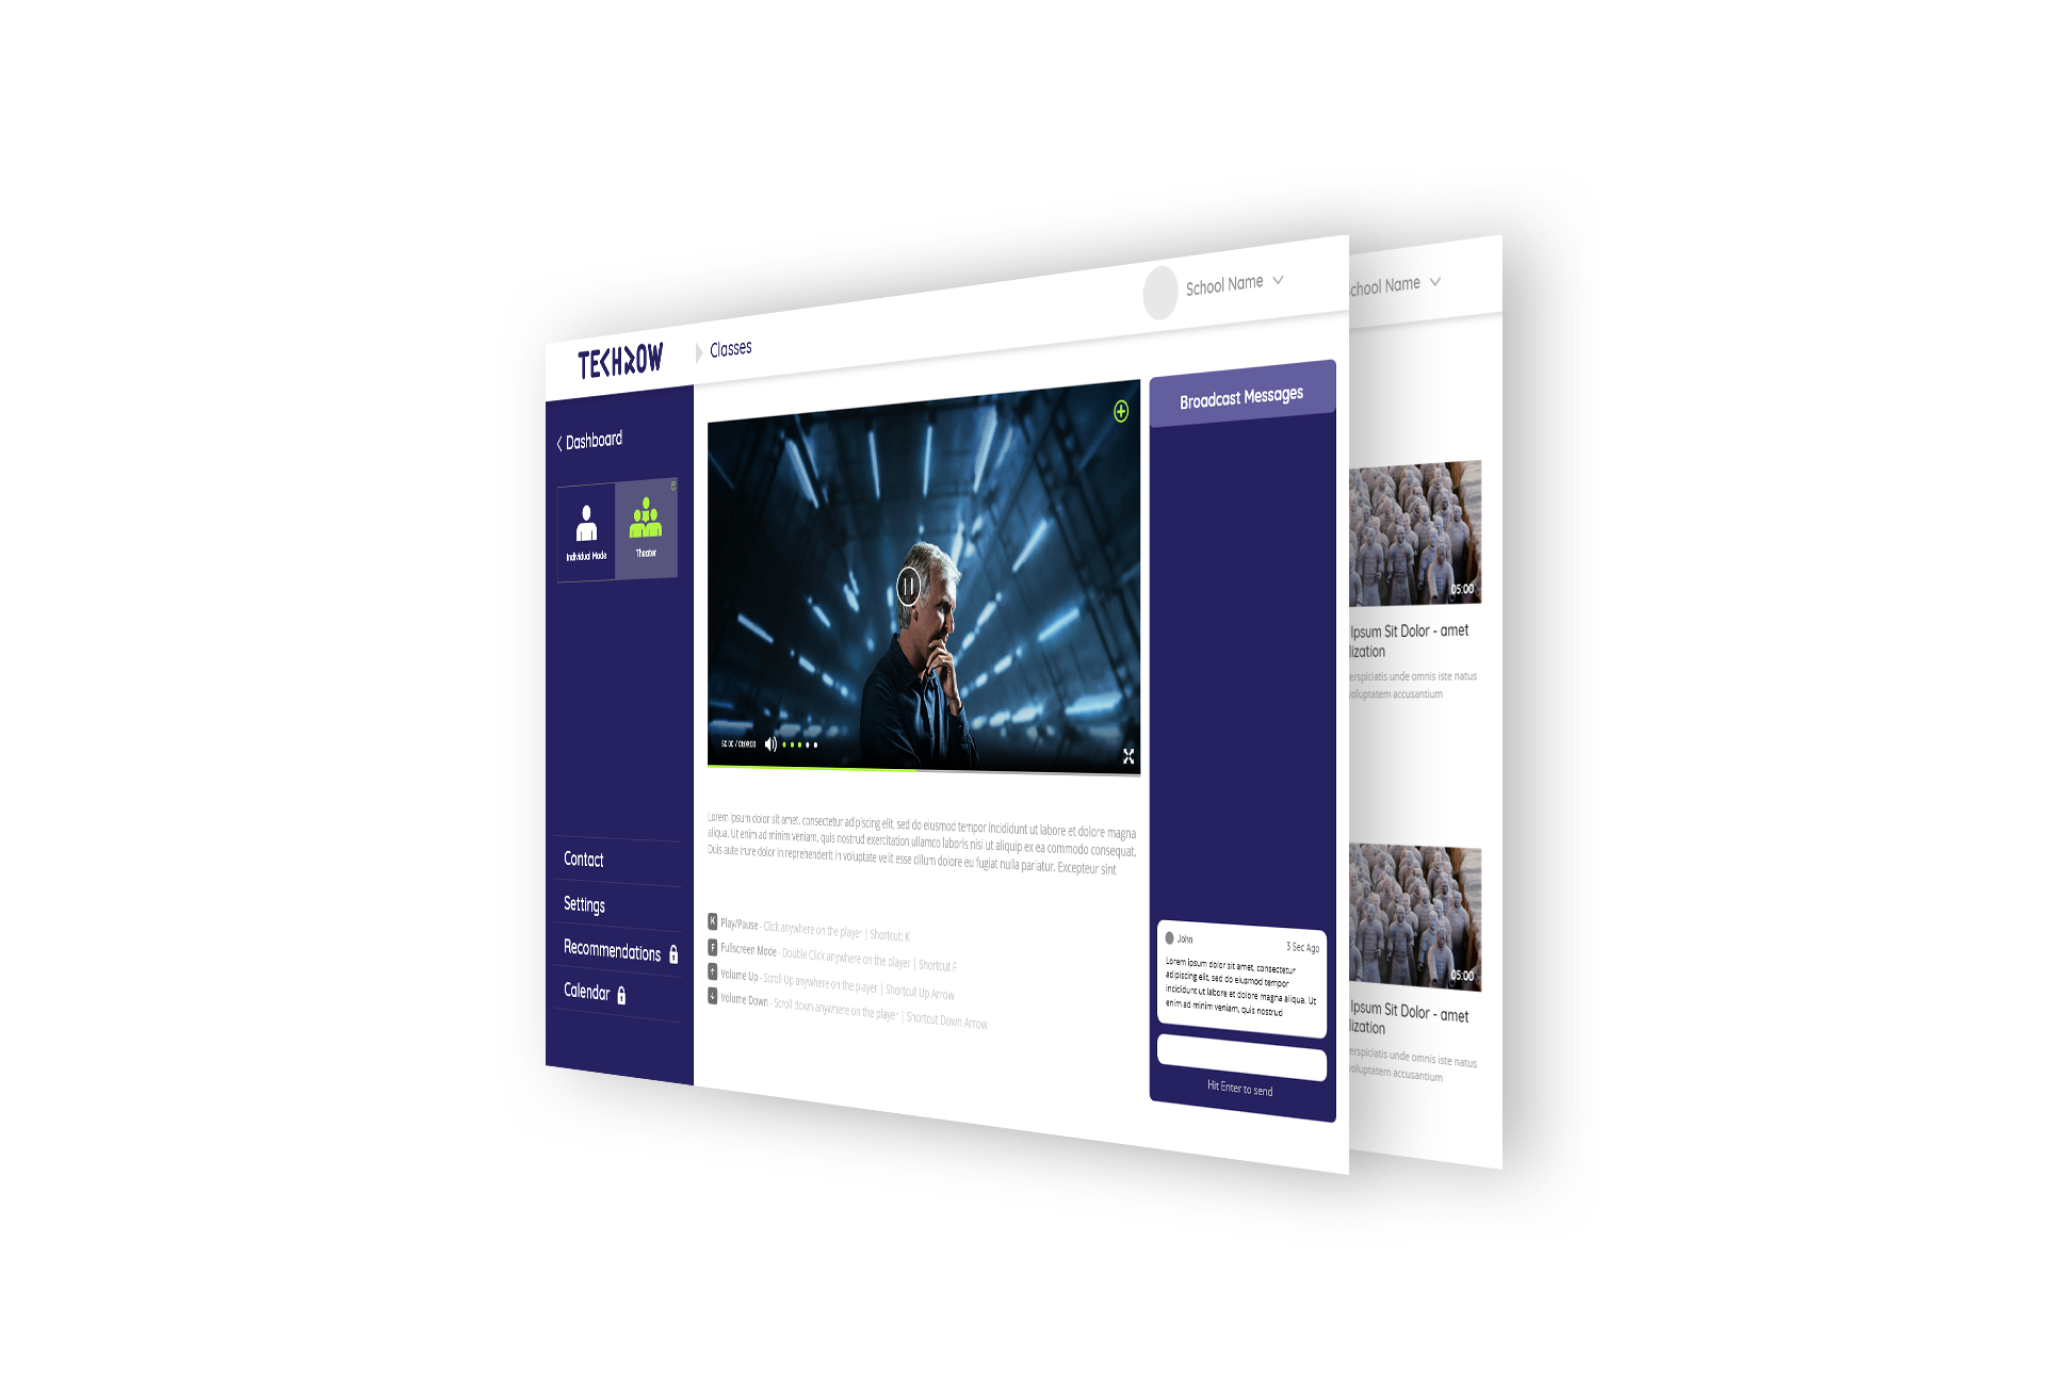 TECHROW
Classes
School Name
Dashboard
Individual Mode
Theater
Contact
Settings
Recommendations
Calendar
Lorem ipsum dolor sit amet, consectetur adipiscing elit, sed do eiusmod tempor incididunt ut labore et dolore magna
aliqua. Ut enim ad minim veniam, quis nostrud exercitation ullamco laboris nisi ut aliquip ex ea commodo consequat.
Duis aute irure dolor in reprehenderit in voluptate velit esse cillum dolore eu fugiat nulla pariatur. Excepteur sint
K Play/Pause - Click anywhere on the player | Shortcut: K
F Fullscreen Mode - Double Click anywhere on the player | Shortcut F
↑ Volume Up - Scroll Up anywhere on the player | Shortcut Up Arrow
↓ Volume Down - Scroll down anywhere on the player | Shortcut Down Arrow
Broadcast Messages
John
3 Sec Ago
Lorem ipsum dolor sit amet, consectetur
adipiscing elit, sed do eiusmod tempor
incididunt ut labore et dolore magna aliqua. Ut
enim ad minim veniam, quis nostrud
Hit Enter to send
chool Name
05:00
Ipsum Sit Dolor - amet
lization
erspiciatis unde omnis iste natus
voluptatem accusantium
05:00
Ipsum Sit Dolor - amet
lization
erspiciatis unde omnis iste natus
voluptatem accusantium